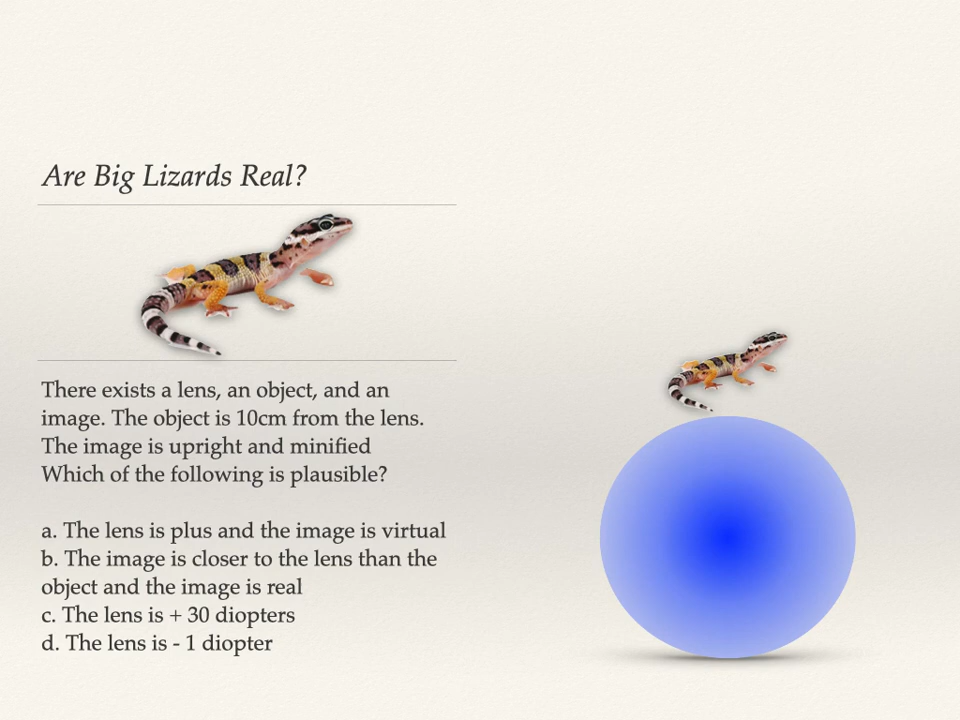 Are Big Lizards Real?
There exists a lens, an object, and an
image. The object is 10cm from the lens.
The image is upright and minified
Which of the following is plausible?
a. The lens is plus and the image is virtual
b. The image is closer to the lens than the
object and the image is real
c. The lens is + 30 diopters
d. The lens is - 1 diopter